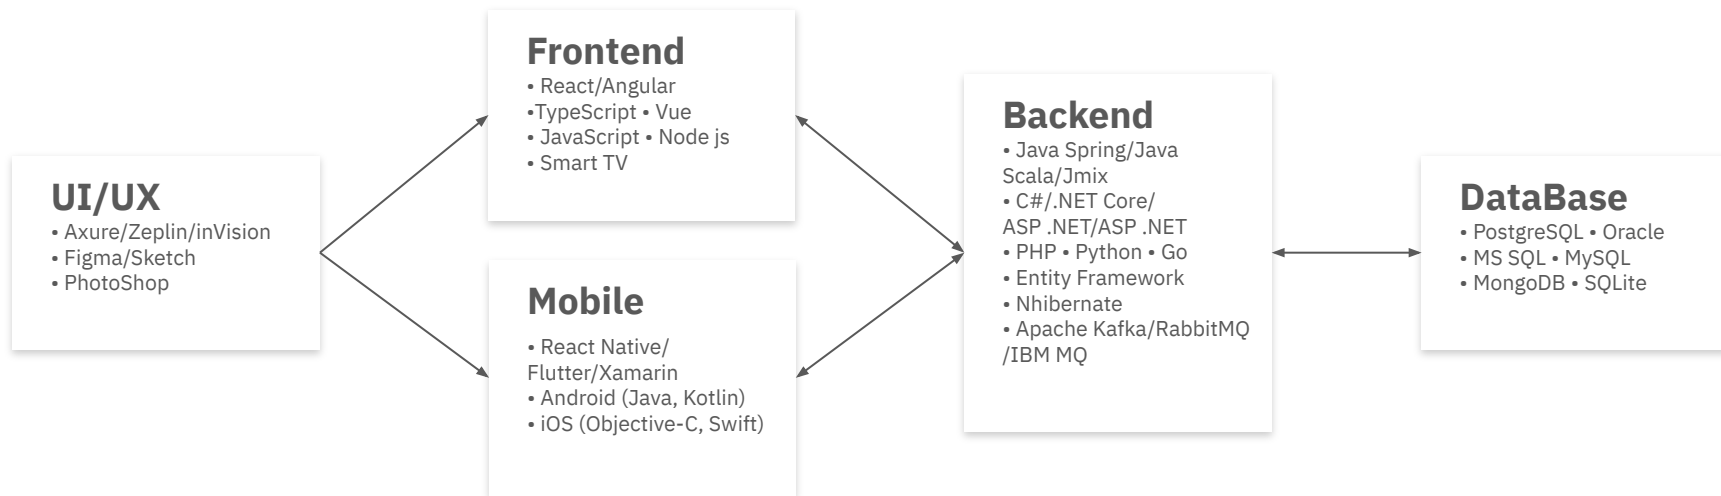 UI/UX
• Axure/Zeplin/inVision
• Figma/Sketch
• PhotoShop
Frontend
• React/Angular
•TypeScript • Vue
• JavaScript • Node js
• Smart TV
Mobile
• React Native/
Flutter/Xamarin
• Android (Java, Kotlin)
• iOS (Objective-C, Swift)
Backend
• Java Spring/Java
Scala/Jmix
• C#/.NET Core/
ASP .NET/ASP .NET
• PHP • Python • Go
• Entity Framework
• Nhibernate
• Apache Kafka/RabbitMQ
/IBM MQ
DataBase
• PostgreSQL • Oracle
• MS SQL • MySQL
• MongoDB • SQLite